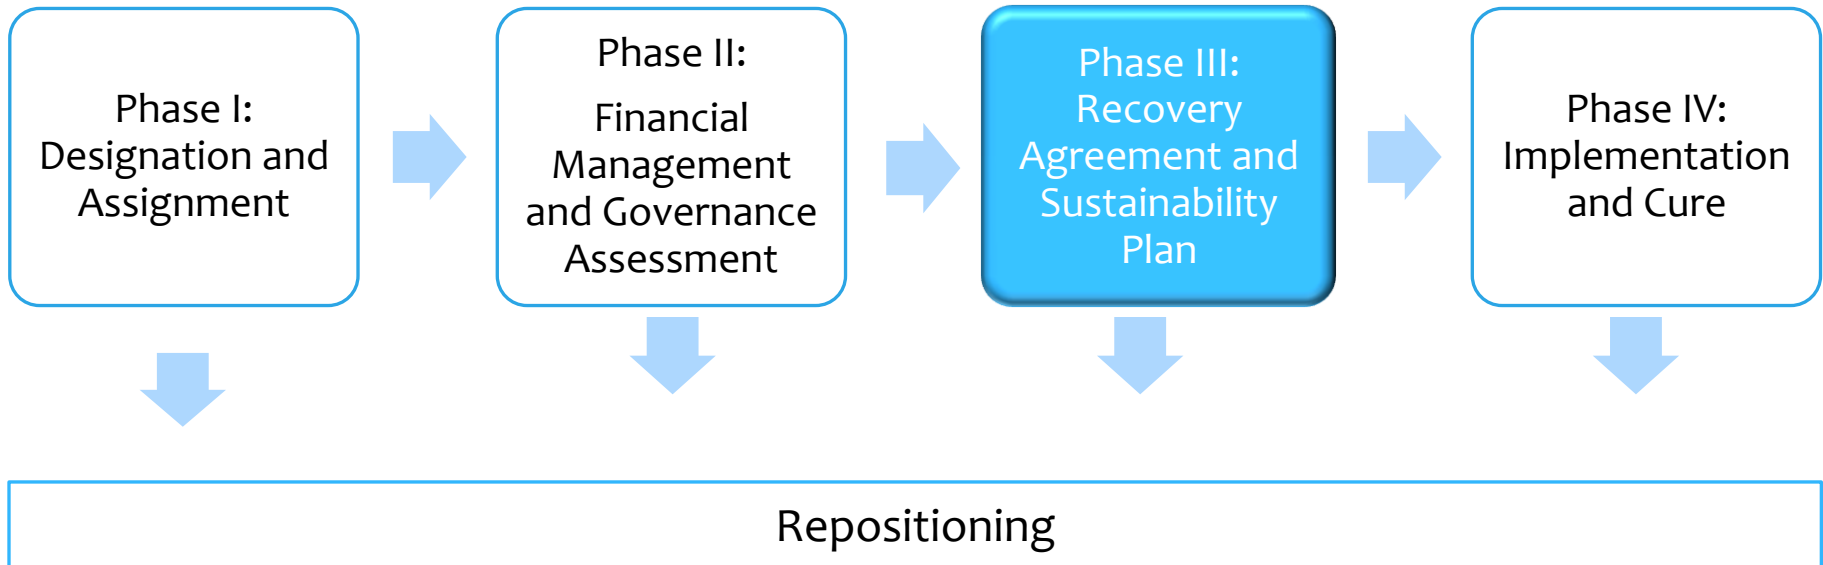 Phase I:
Designation and
Assignment
Phase II:
Financial
Management
and Governance
Assessment
Phase III:
Recovery
Agreement and
Sustainability
Plan
Phase IV:
Implementation
and Cure
Repositioning